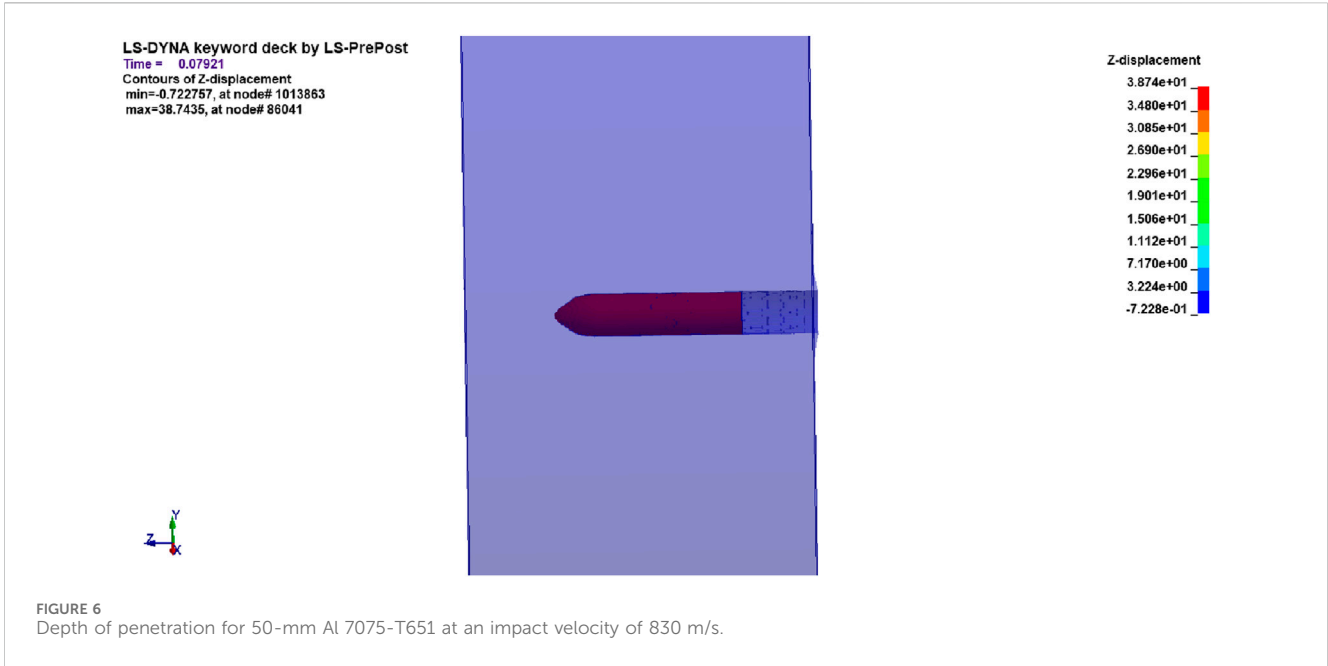 LS-DYNA keyword deck by LS-PrePost
Time = 0.07921
Contours of Z-displacement
min=-0.722757, at node# 1013863
max=38.7435, at node# 86041
Z-displacement
3.874e+01
3.480e+01
3.085e+01
2.690e+01
2.296e+01
1.901e+01
1.506e+01
1.112e+01
7.170e+00
3.224e+00
-7.228e-01
Y
Z
X
FIGURE 6
Depth of penetration for 50-mm Al 7075-T651 at an impact velocity of 830 m/s.